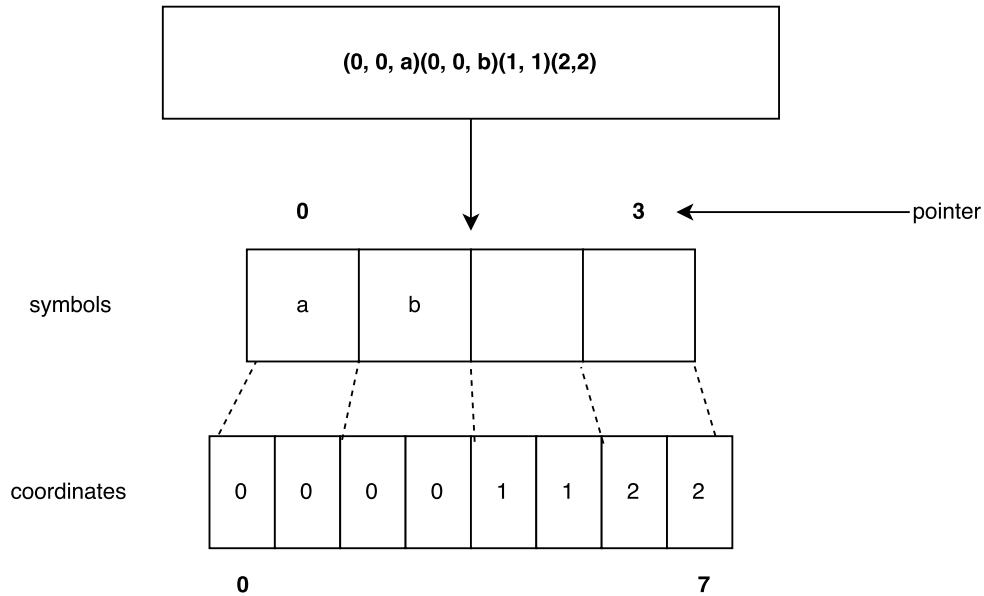 (0, 0, a)(0, 0, b)(1, 1)(2,2)
0 3 pointer
symbols a b
coordinates 0 0 0 0 1 1 2 2
0 7